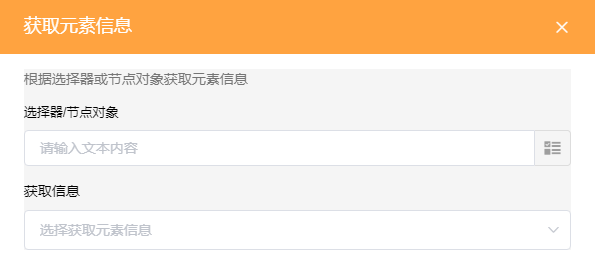 获取元素信息
根据选择器或节点对象获取元素信息
选择器/节点对象
请输入文本内容
获取信息
选择获取元素信息